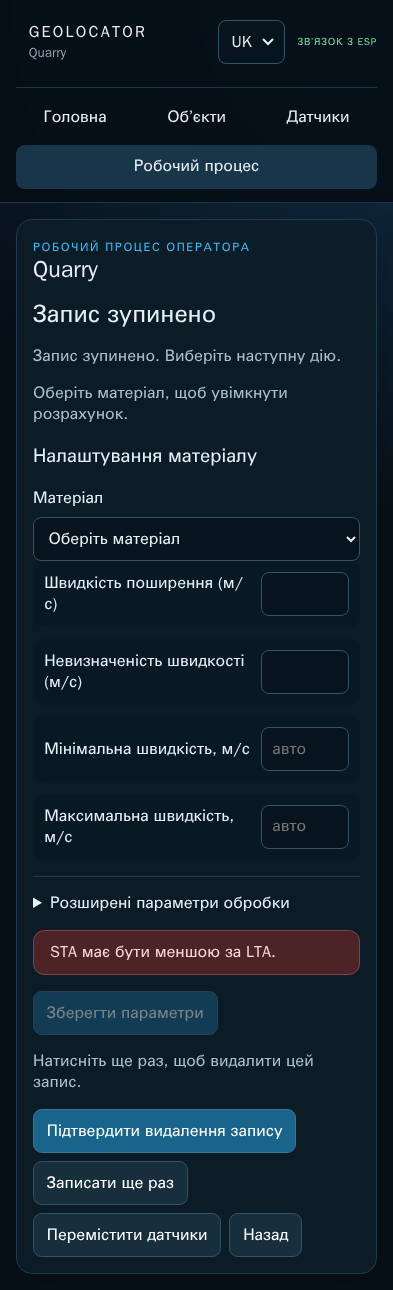 GEOLOCATOR
Quarry
UK
ЗВ'ЯЗОК З ESP
Головна
Об'єкти
Датчики
Робочий процес
РОБОЧИЙ ПРОЦЕС ОПЕРАТОРА
Quarry
Запис зупинено
Запис зупинено. Виберіть наступну дію.
Оберіть матеріал, щоб увімкнути
розрахунок.
Налаштування матеріалу
Матеріал
Оберіть матеріал
Швидкість поширення (м/
с)
Невизначеність швидкості
(м/с)
Мінімальна швидкість, м/с
авто
Максимальна швидкість,
м/с
авто
Розширені параметри обробки
STA має бути меншою за LTA.
Зберегти параметри
Натисніть ще раз, щоб видалити цей
запис.
Підтвердити видалення запису
Записати ще раз
Перемістити датчики
Назад